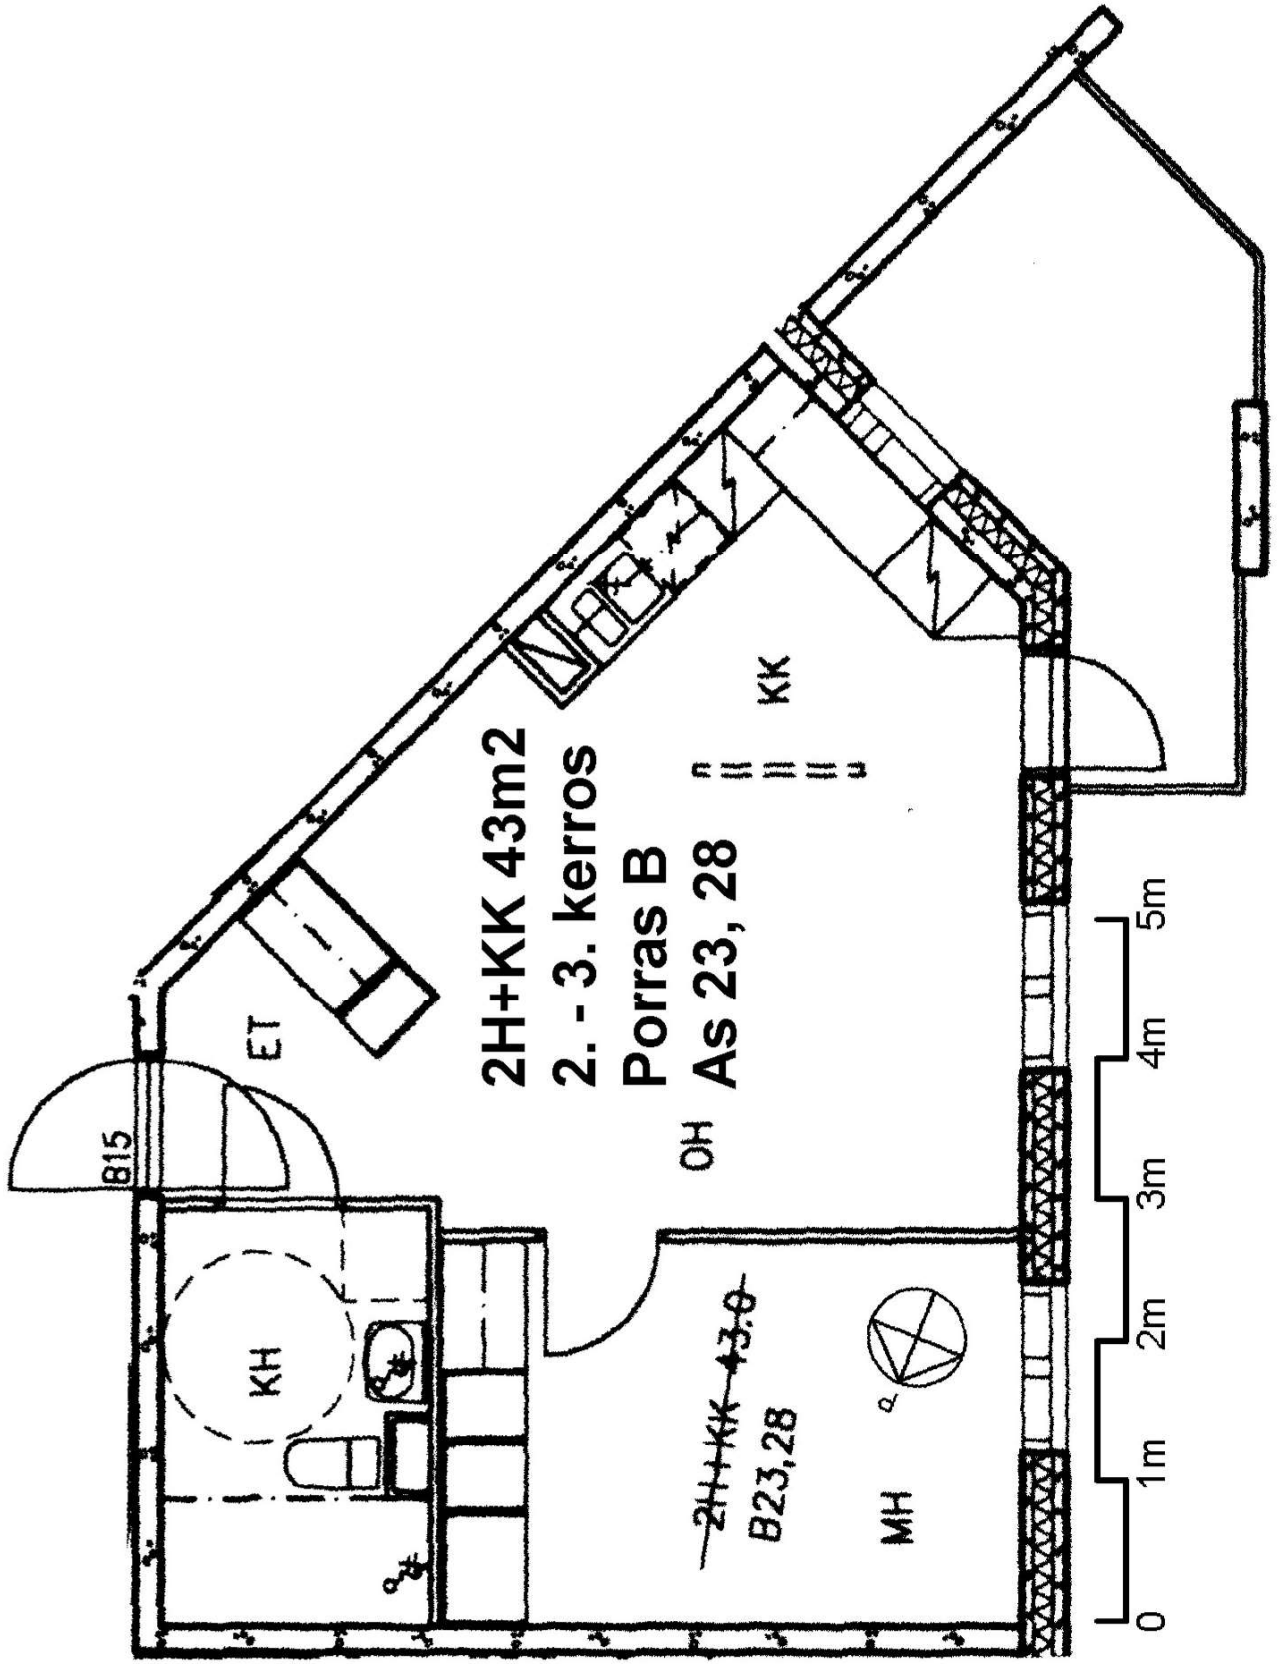 2H+KK 43m2
2. - 3. kerros
Porras B
As 23, 28
B15
ET
KH
OH
KK
2H+KK 43.0
B23,28
MH
0 1m 2m 3m 4m 5m